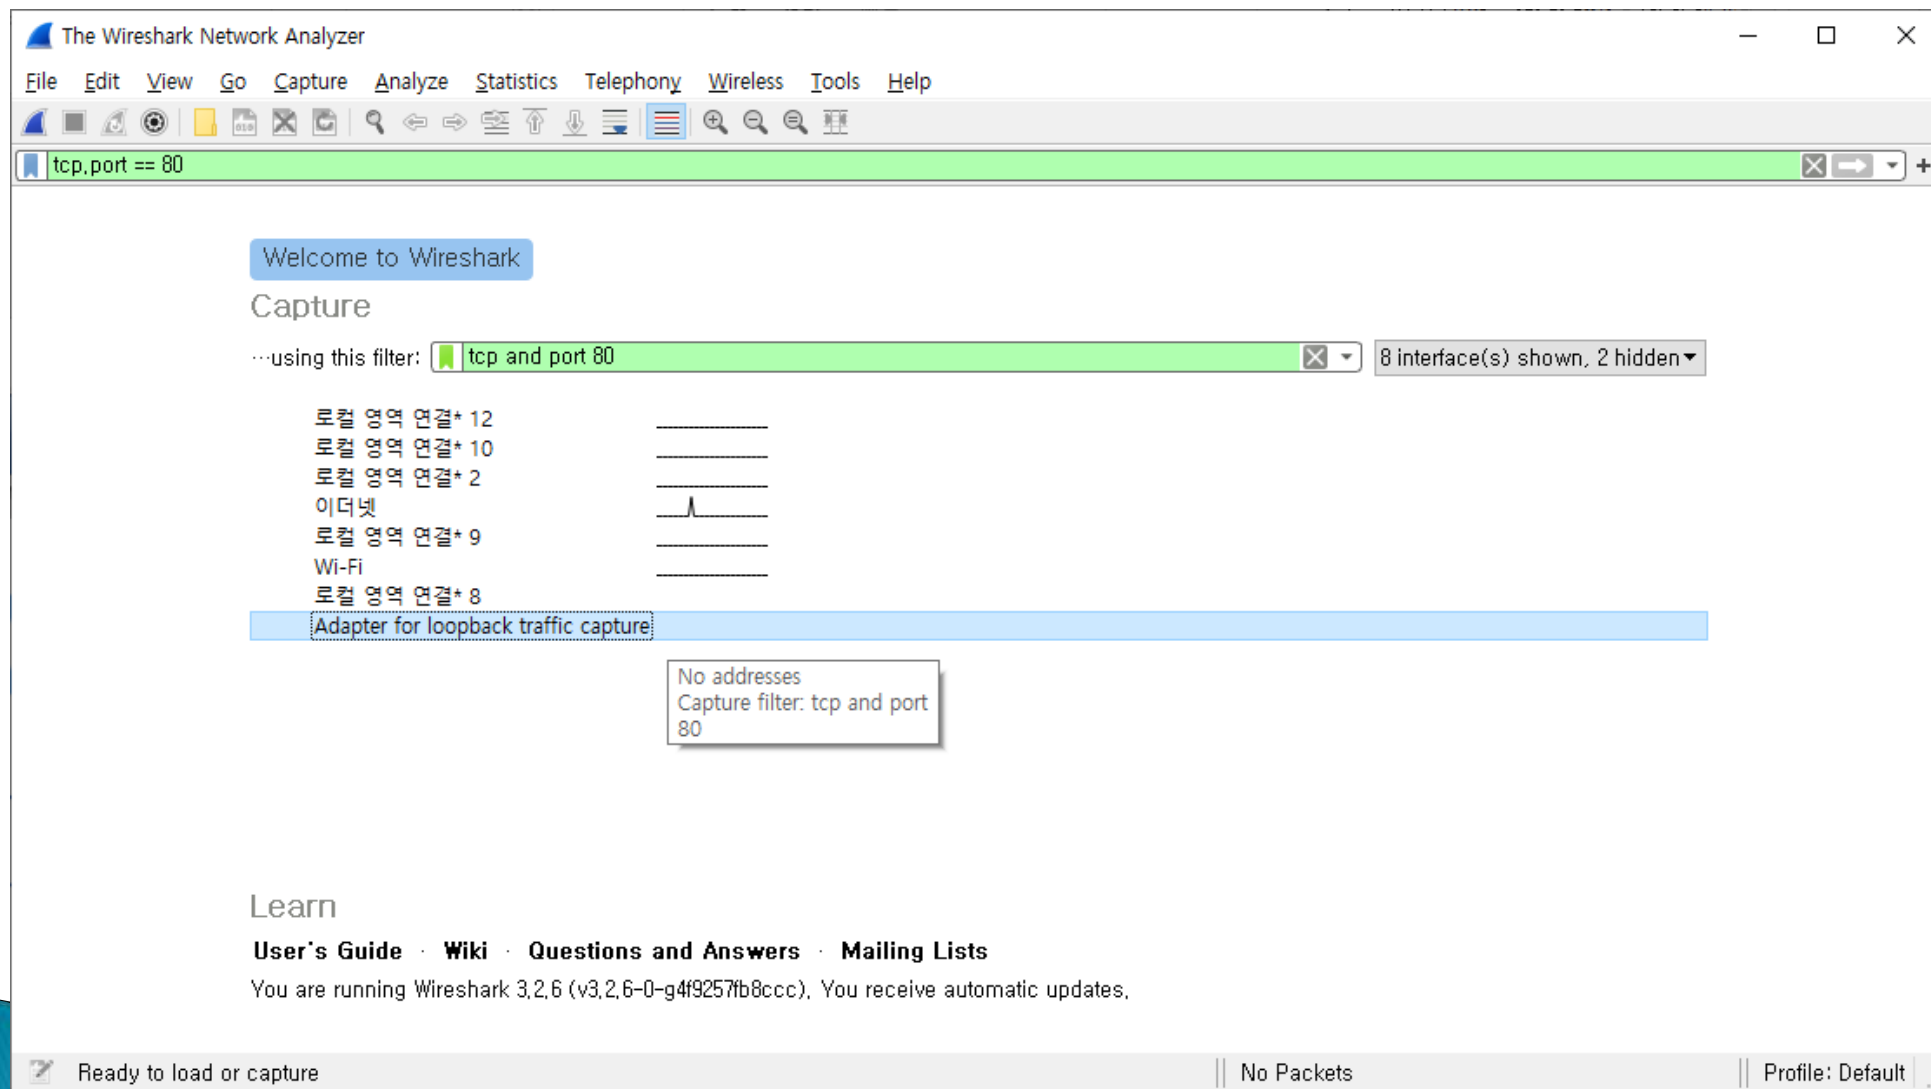 The Wireshark Network Analyzer
File Edit View Go Capture Analyze Statistics Telephony Wireless Tools Help
tcp.port == 80
Welcome to Wireshark
Capture
…using this filter: tcp and port 80 8 interface(s) shown, 2 hidden
로컬 영역 연결* 12
로컬 영역 연결* 10
로컬 영역 연결* 2
이더넷
로컬 영역 연결* 9
Wi-Fi
로컬 영역 연결* 8
Adapter for loopback traffic capture
No addresses
Capture filter: tcp and port
80
Learn
User's Guide · Wiki · Questions and Answers · Mailing Lists
You are running Wireshark 3.2.6 (v3.2.6-0-g4f9257fb8ccc). You receive automatic updates.
Ready to load or capture No Packets Profile: Default